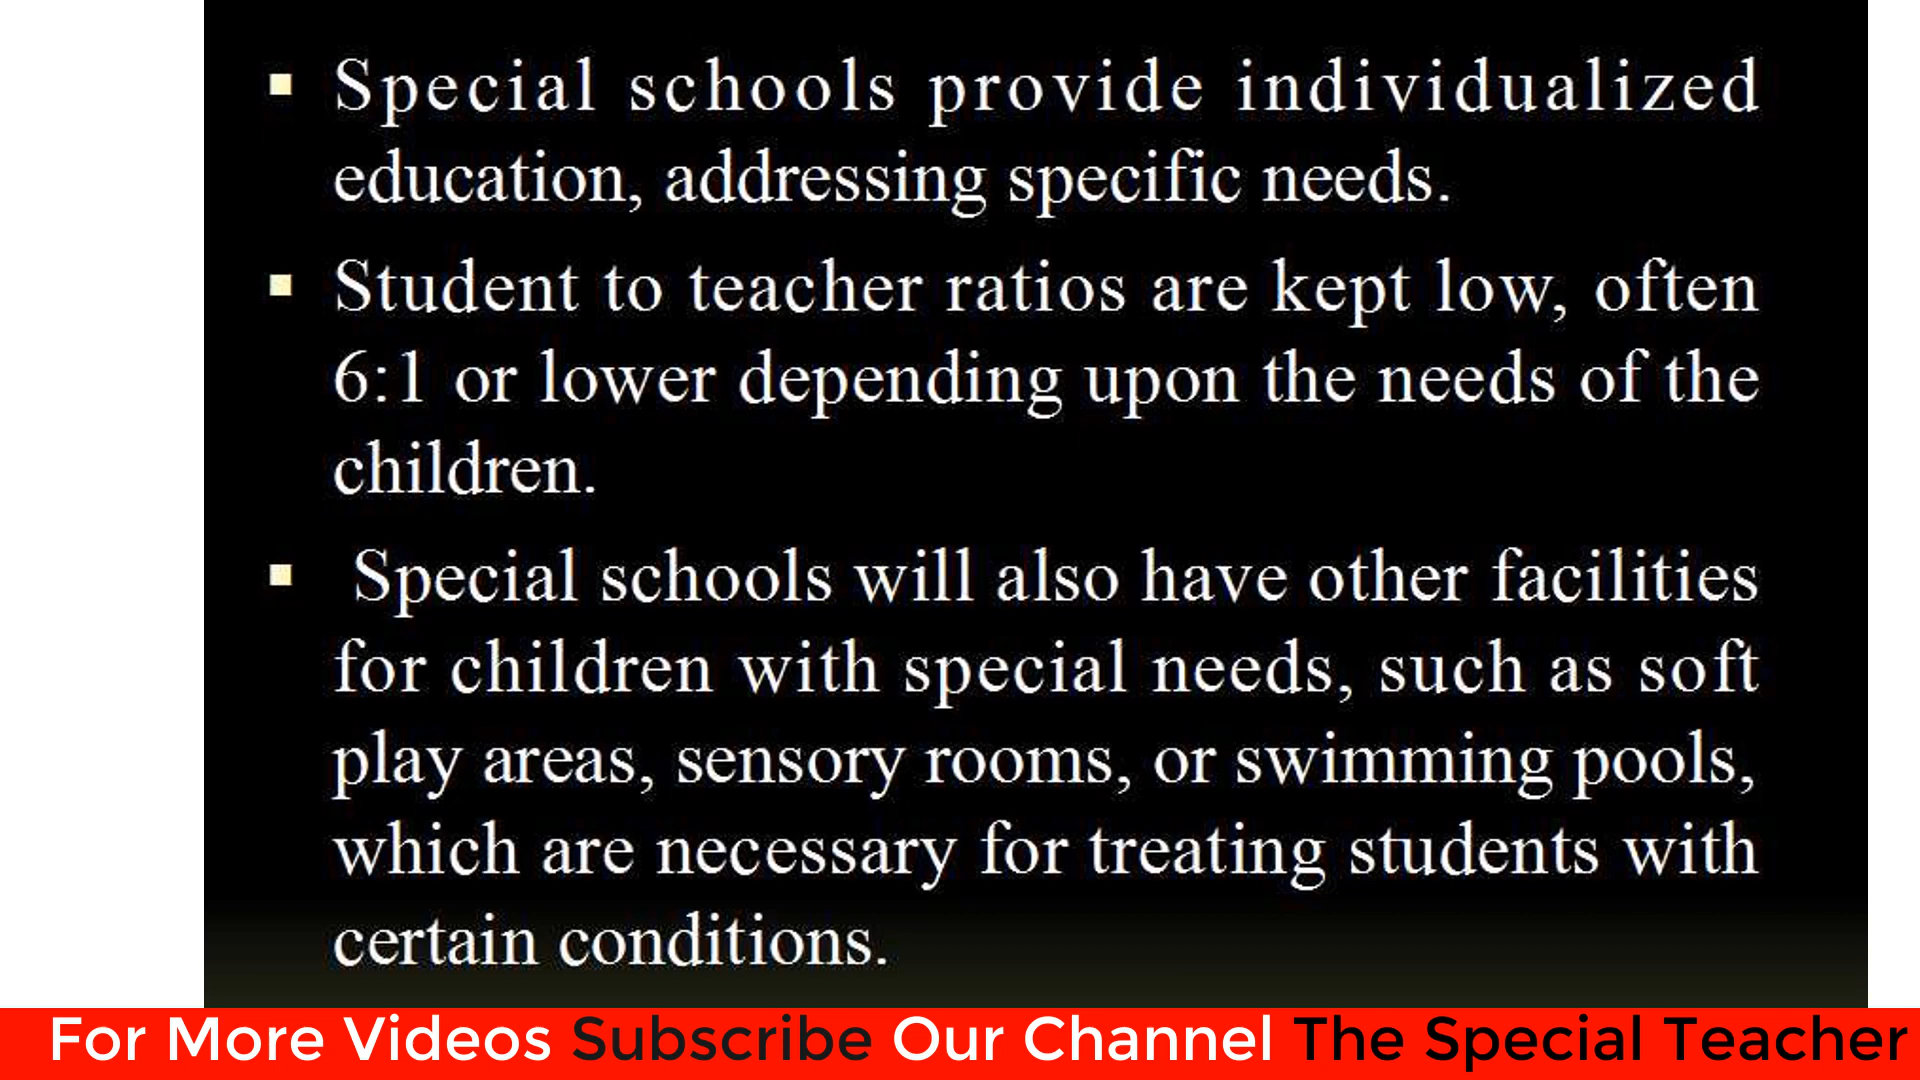 Special schools provide individualized
education, addressing specific needs.
Student to teacher ratios are kept low, often
6:1 or lower depending upon the needs of the
children.
Special schools will also have other facilities
for children with special needs, such as soft
play areas, sensory rooms, or swimming pools,
which are necessary for treating students with
certain conditions.
For More Videos Subscribe Our Channel The Special Teacher